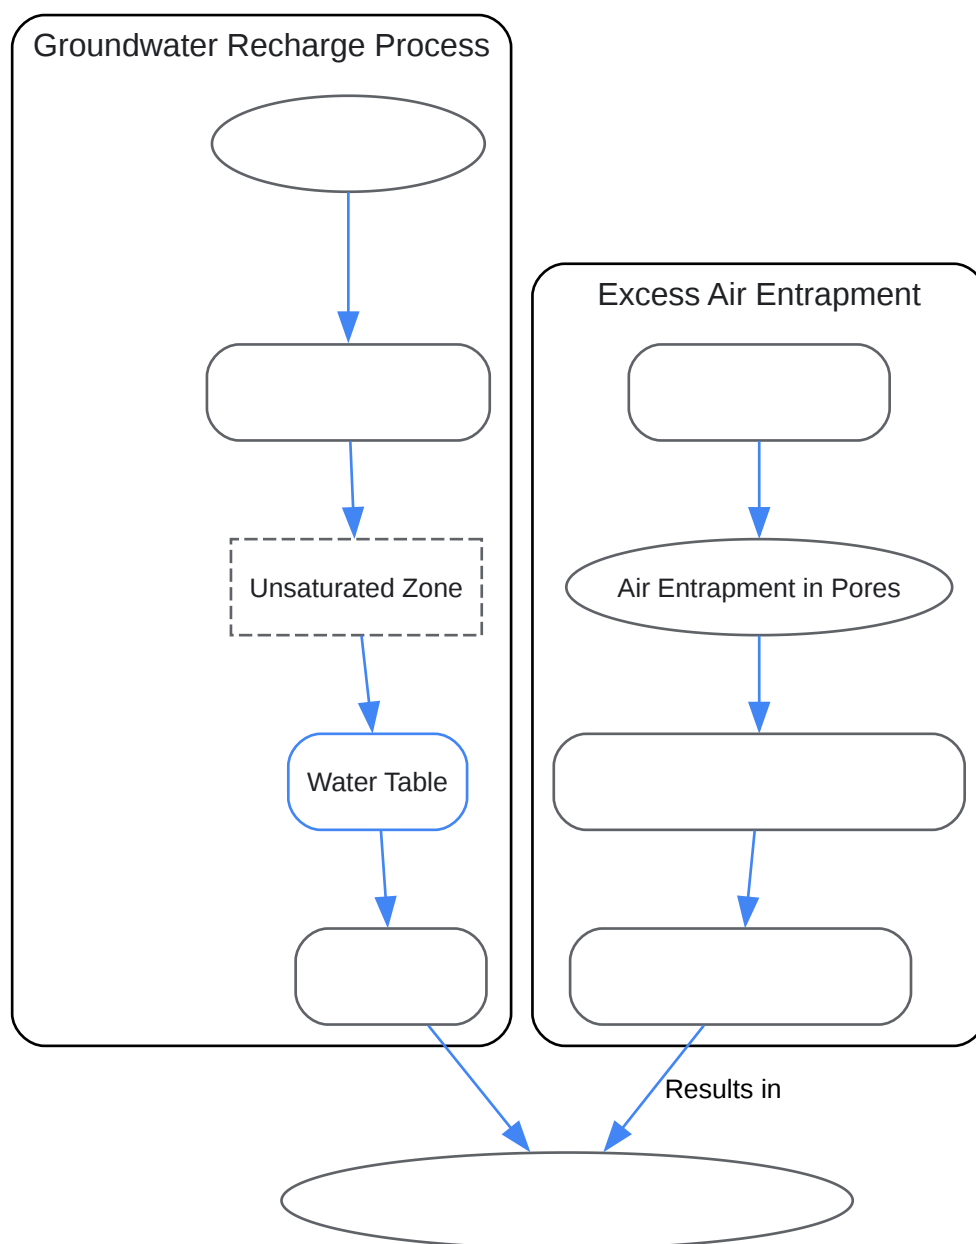 Groundwater Recharge Process
Excess Air Entrapment
Unsaturated Zone
Air Entrapment in Pores
Water Table
Results in